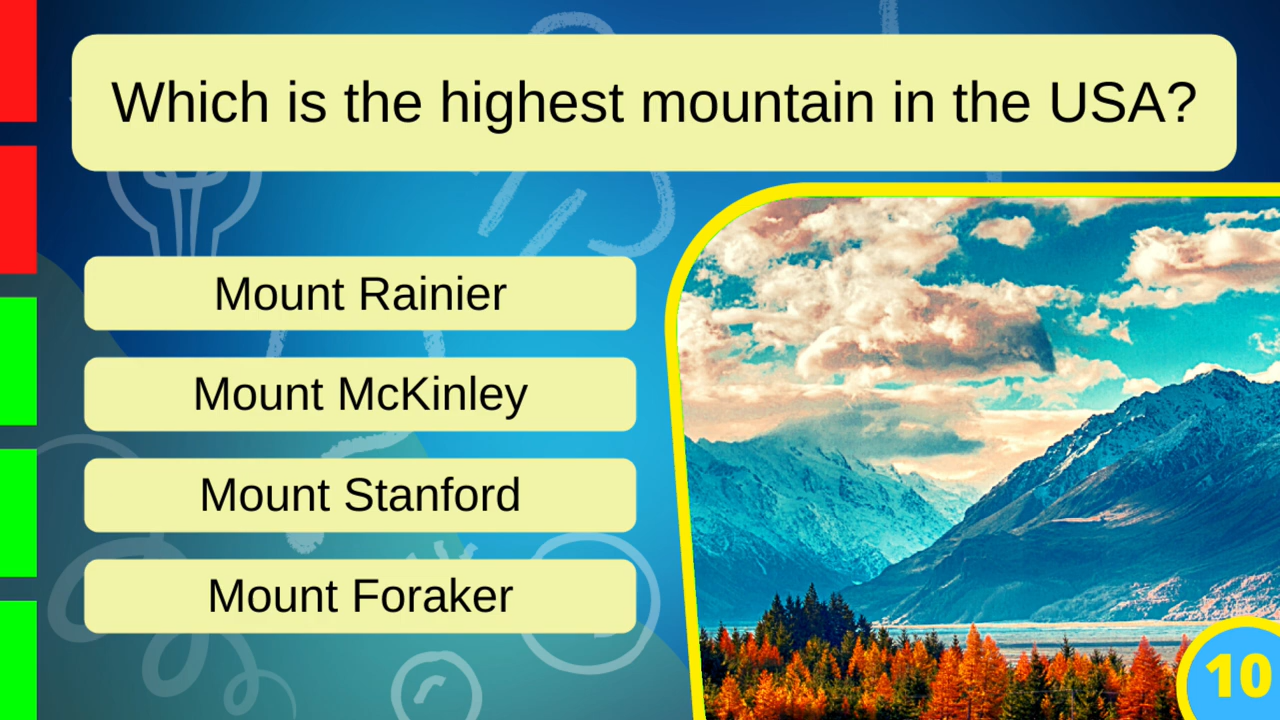 Which is the highest mountain in the USA?
Mount Rainier
Mount McKinley
Mount Stanford
Mount Foraker
10